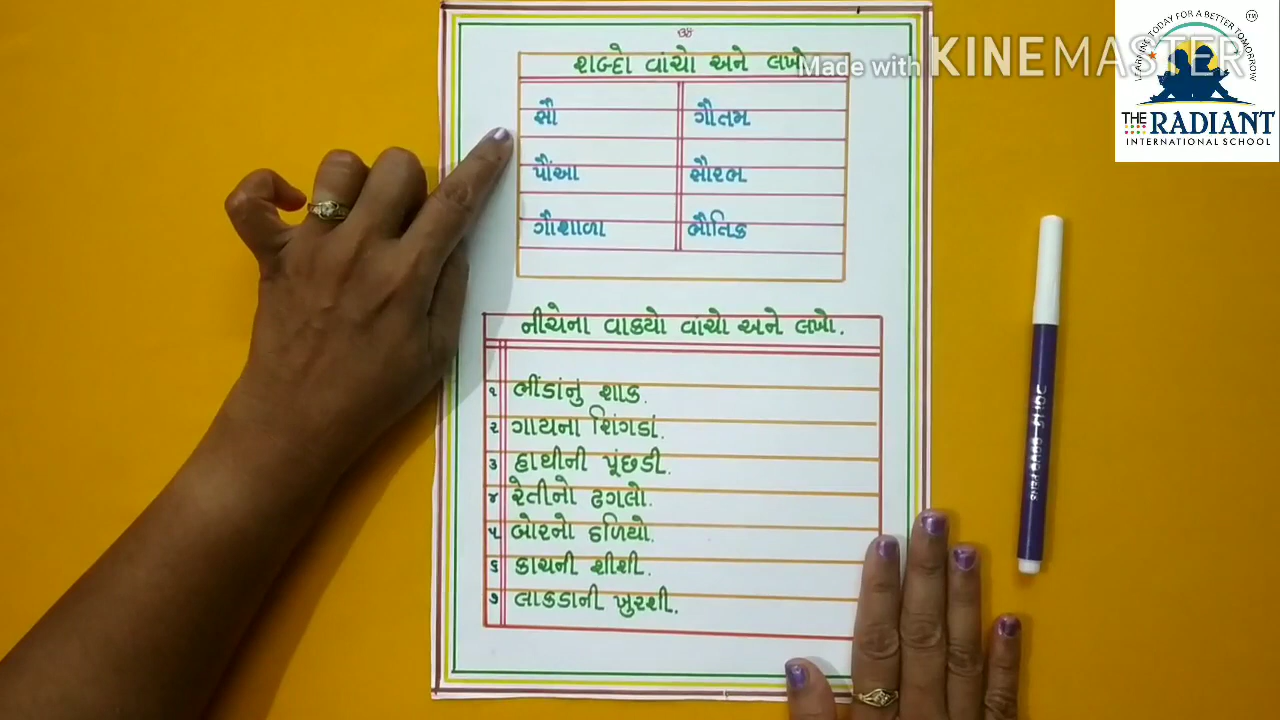 શબ્દો વાંચો અને લખો.
સૌ ગૌતમ
પૌંઆ સૌરભ
ગૌશાળા ભૌતિક
નીચેના વાક્યો વાંચો અને લખો.
૧ ભીંડાંનું શાક.
૨ ગાયના શિંગડાં.
૩ હાથીની પૂંછડી.
૪ રેતીનો ઢગલો.
૫ બોરનો ઠળિયો.
૬ કાચની શીશી.
૭ લાકડાની ખુરશી.
Made with KINEMASTER
TODAY FOR A BETTER TOMORROW
THE RADIANT
INTERNATIONAL SCHOOL
TM